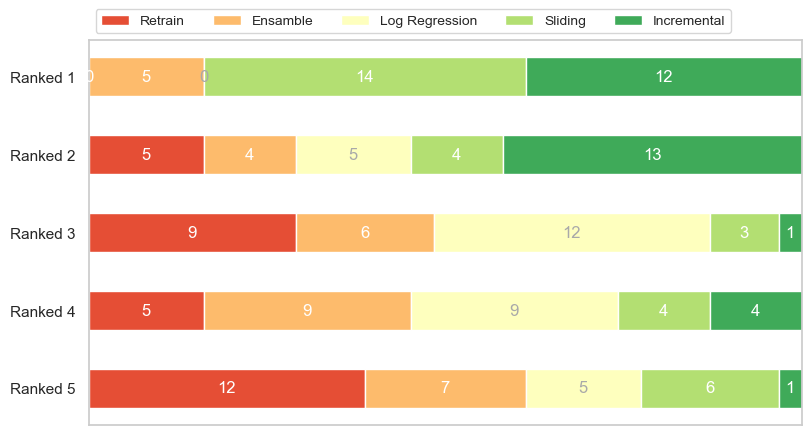 Retrain Ensamble Log Regression Sliding Incremental
Ranked 1 0 5 0 14 12
Ranked 2 5 4 5 4 13
Ranked 3 9 6 12 3 1
Ranked 4 5 9 9 4 4
Ranked 5 12 7 5 6 1